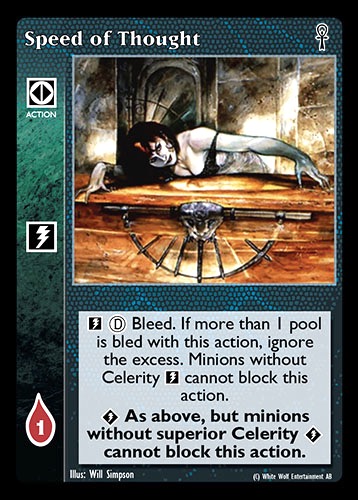 Speed of Thought
ACTION
D Bleed. If more than 1 pool
is bled with this action, ignore
the excess. Minions without
Celerity cannot block this
action.
As above, but minions
without superior Celerity
cannot block this action.
1
Illus: Will Simpson
(C) White Wolf Entertainment AB